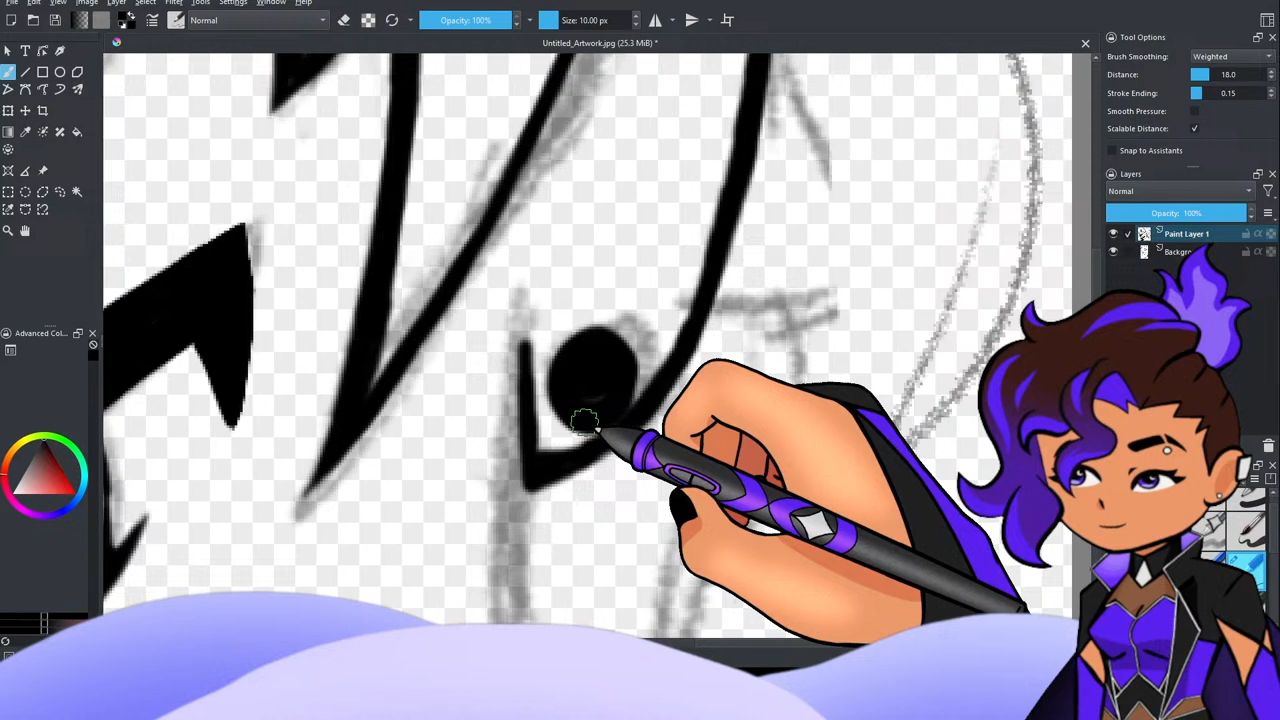 File Edit View Image Layer Select Filter Tools Settings Window Help
Normal Opacity: 100% Size: 10.00 px
Untitled_Artwork.jpg (25.3 MiB) *
Tool Options
Brush Smoothing: Weighted
Distance: 18.0
Stroke Ending: 0.15
Smooth Pressure:
Scalable Distance: ✓
Snap to Assistants
Layers
Normal
Opacity: 100%
Paint Layer 1
Backgr
Advanced Col...